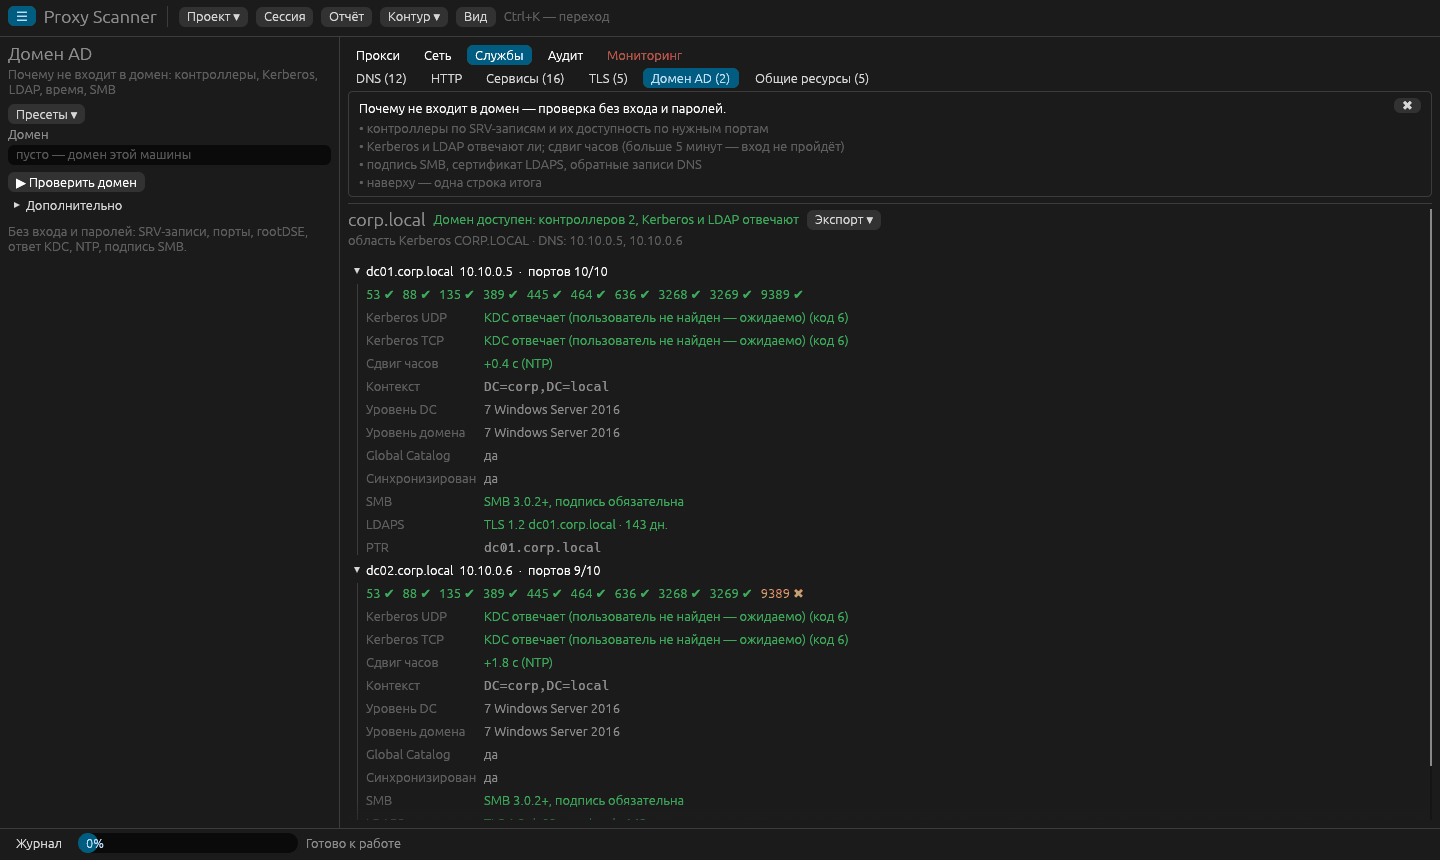 ☰ Proxy Scanner Проект ▾ Сессия Отчёт Контур ▾ Вид Ctrl+K — переход
Домен AD
Почему не входит в домен: контроллеры, Kerberos,
LDAP, время, SMB
Пресеты ▾
Домен
пусто — домен этой машины
▶ Проверить домен
▸ Дополнительно
Без входа и паролей: SRV-записи, порты, rootDSE,
ответ KDC, NTP, подпись SMB.
Прокси Сеть Службы Аудит Мониторинг
DNS (12) HTTP Сервисы (16) TLS (5) Домен AD (2) Общие ресурсы (5)
Почему не входит в домен — проверка без входа и паролей. ✖
• контроллеры по SRV-записям и их доступность по нужным портам
• Kerberos и LDAP отвечают ли; сдвиг часов (больше 5 минут — вход не пройдёт)
• подпись SMB, сертификат LDAPS, обратные записи DNS
• наверху — одна строка итога
corp.local Домен доступен: контроллеров 2, Kerberos и LDAP отвечают Экспорт ▾
область Kerberos CORP.LOCAL · DNS: 10.10.0.5, 10.10.0.6
▾ dc01.corp.local 10.10.0.5 · портов 10/10
53 ✔ 88 ✔ 135 ✔ 389 ✔ 445 ✔ 464 ✔ 636 ✔ 3268 ✔ 3269 ✔ 9389 ✔
Kerberos UDP KDC отвечает (пользователь не найден — ожидаемо) (код 6)
Kerberos TCP KDC отвечает (пользователь не найден — ожидаемо) (код 6)
Сдвиг часов +0.4 с (NTP)
Контекст DC=corp,DC=local
Уровень DC 7 Windows Server 2016
Уровень домена 7 Windows Server 2016
Global Catalog да
Синхронизирован да
SMB SMB 3.0.2+, подпись обязательна
LDAPS TLS 1.2 dc01.corp.local · 143 дн.
PTR dc01.corp.local
▾ dc02.corp.local 10.10.0.6 · портов 9/10
53 ✔ 88 ✔ 135 ✔ 389 ✔ 445 ✔ 464 ✔ 636 ✔ 3268 ✔ 3269 ✔ 9389 ✖
Kerberos UDP KDC отвечает (пользователь не найден — ожидаемо) (код 6)
Kerberos TCP KDC отвечает (пользователь не найден — ожидаемо) (код 6)
Сдвиг часов +1.8 с (NTP)
Контекст DC=corp,DC=local
Уровень DC 7 Windows Server 2016
Уровень домена 7 Windows Server 2016
Global Catalog да
Синхронизирован да
SMB SMB 3.0.2+, подпись обязательна
Журнал 0% Готово к работе